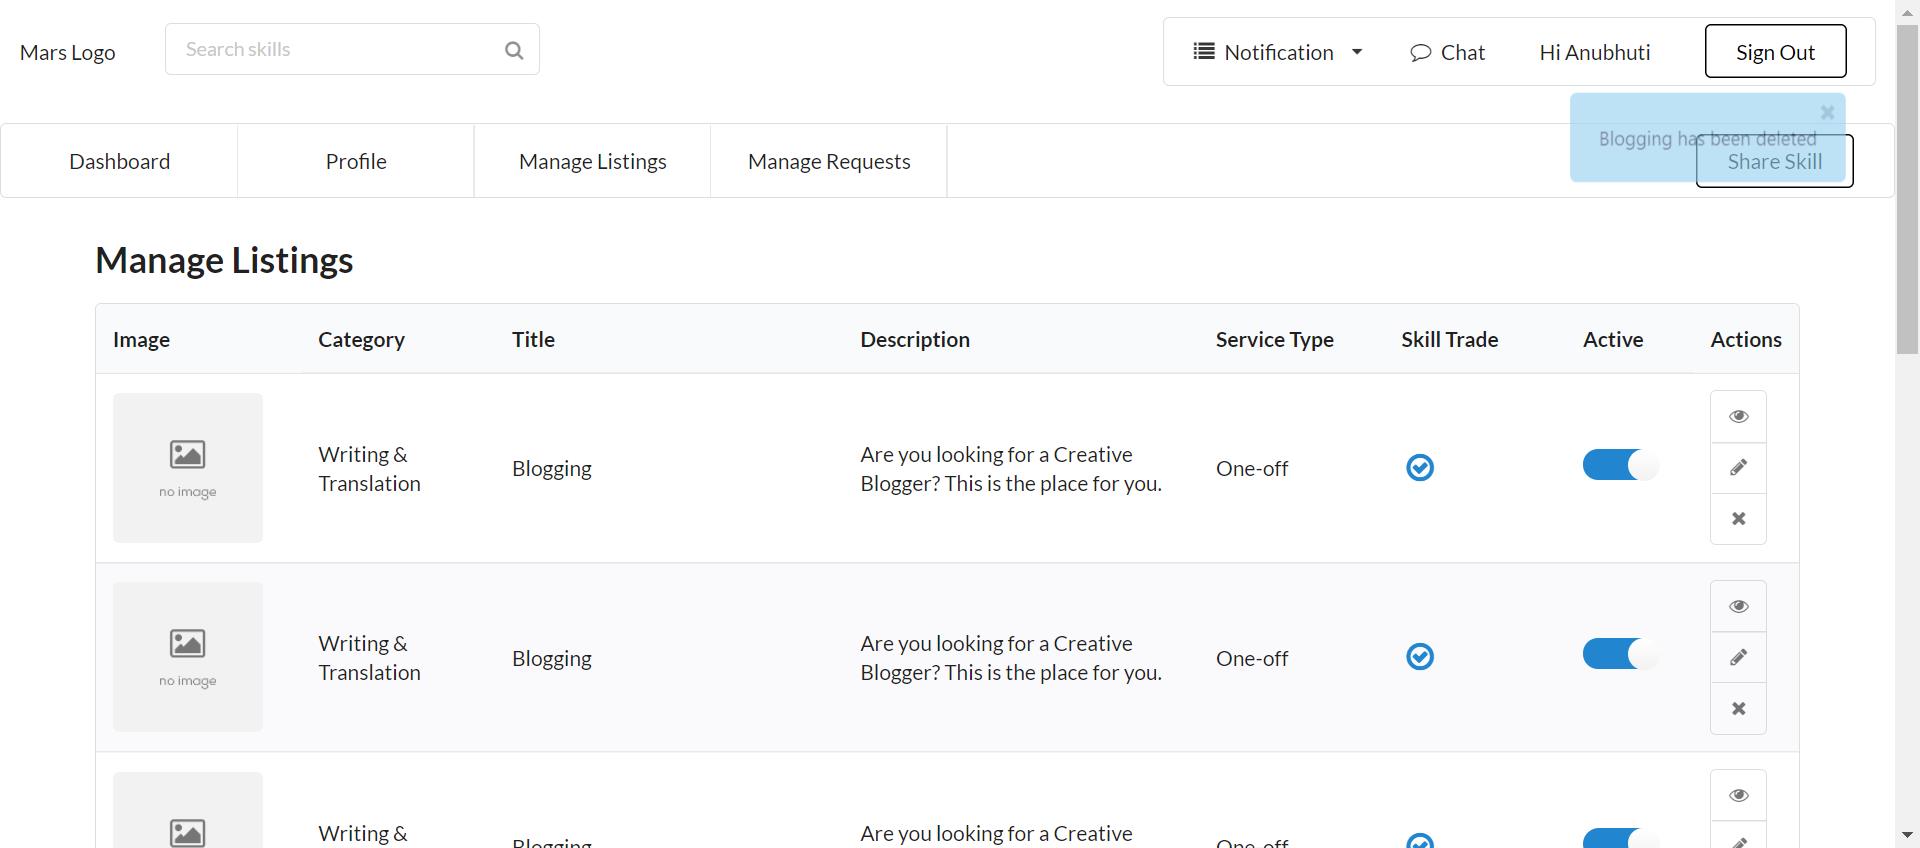 Mars Logo
Search skills
Notification
Chat
Hi Anubhuti
Sign Out
Blogging has been deleted
Dashboard
Profile
Manage Listings
Manage Requests
Share Skill
Manage Listings
Image
Category
Title
Description
Service Type
Skill Trade
Active
Actions
no image
Writing &
Translation
Blogging
Are you looking for a Creative
Blogger? This is the place for you.
One-off
no image
Writing &
Translation
Blogging
Are you looking for a Creative
Blogger? This is the place for you.
One-off
Writing &
Blogging
Are you looking for a Creative
One-off